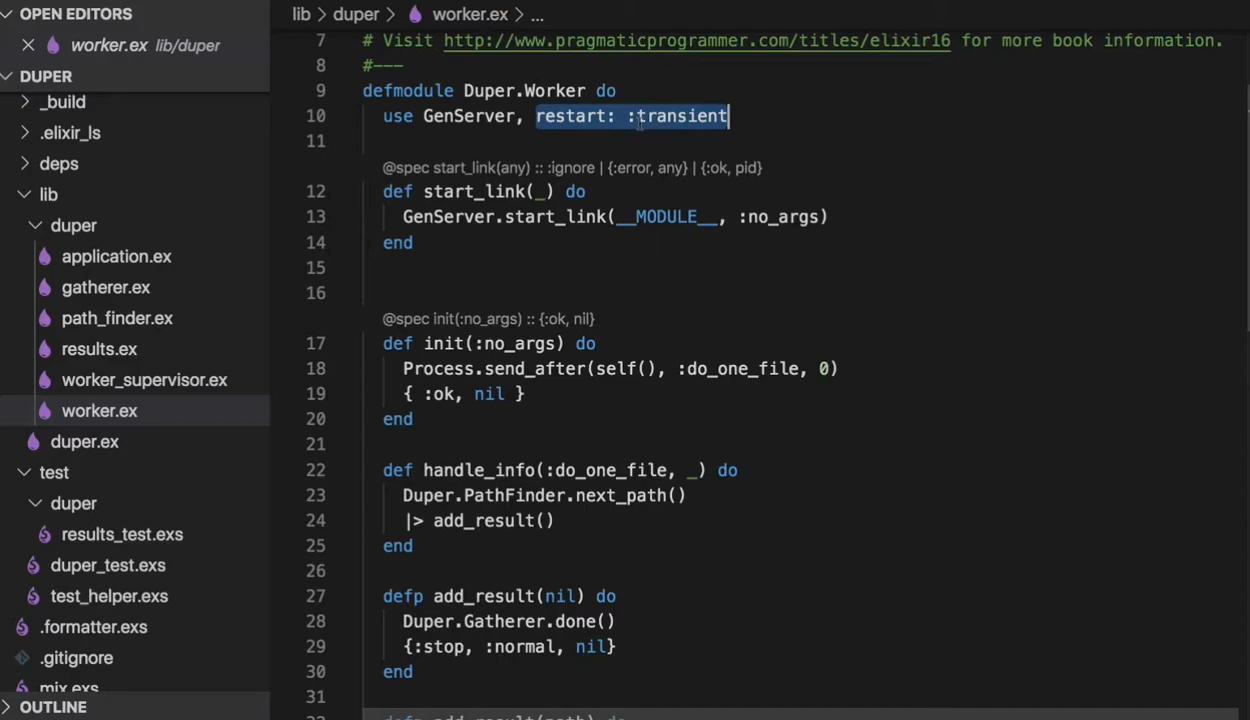 OPEN EDITORS
worker.ex lib/duper
DUPER
_build
.elixir_ls
deps
lib
duper
application.ex
gatherer.ex
path_finder.ex
results.ex
worker_supervisor.ex
worker.ex
duper.ex
test
duper
results_test.exs
duper_test.exs
test_helper.exs
.formatter.exs
.gitignore
mix.exs
OUTLINE
lib > duper > worker.ex > ...
7 # Visit http://www.pragmaticprogrammer.com/titles/elixir16 for more book information.
8 #---
9 defmodule Duper.Worker do
10 use GenServer, restart: :transient
11
@spec start_link(any) :: :ignore | {:error, any} | {:ok, pid}
12 def start_link(_) do
13 GenServer.start_link(__MODULE__, :no_args)
14 end
15
16
@spec init(:no_args) :: {:ok, nil}
17 def init(:no_args) do
18 Process.send_after(self(), :do_one_file, 0)
19 { :ok, nil }
20 end
21
22 def handle_info(:do_one_file, _) do
23 Duper.PathFinder.next_path()
24 |> add_result()
25 end
26
27 defp add_result(nil) do
28 Duper.Gatherer.done()
29 {:stop, :normal, nil}
30 end
31